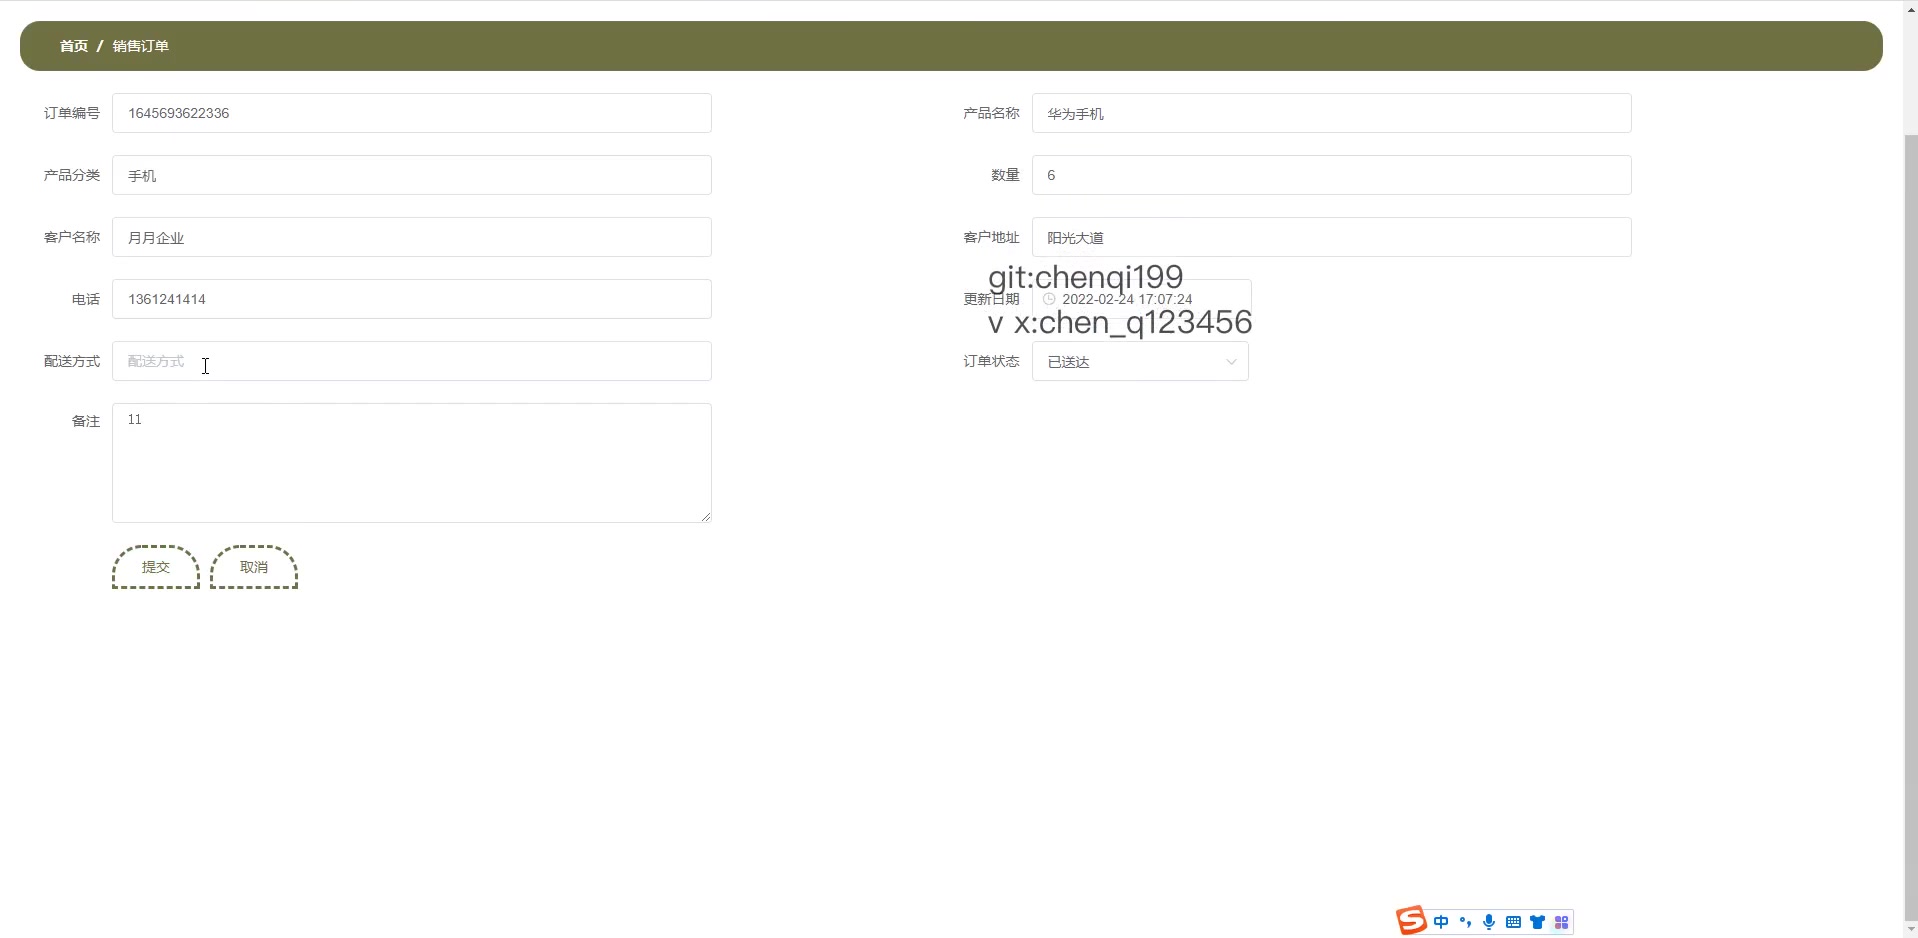 首页 / 销售订单
订单编号 1645693622336 产品名称 华为手机
产品分类 手机 数量 6
客户名称 月月企业 客户地址 阳光大道
git:chenqi199
电话 1361241414 更新日期 2022-02-24 17:07:24
v x:chen_q123456
配送方式 配送方式 订单状态 已送达
备注 11
提交 取消
中